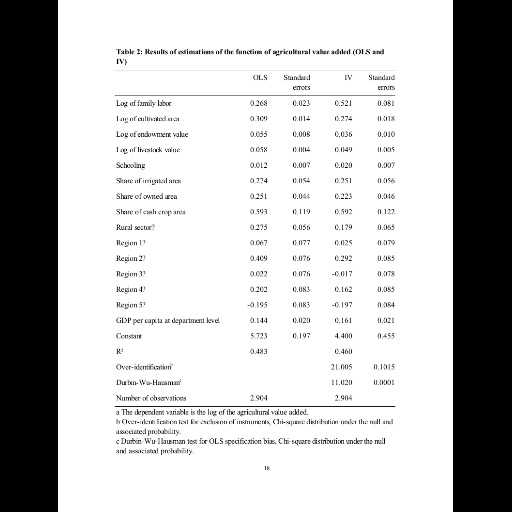 Table 2: Results of estimations of the function of agricultural value added (OLS and
IV)
OLS Standard errors IV Standard errors
Log of family labor 0.268 0.023 0.521 0.081
Log of cultivated area 0.309 0.014 0.274 0.018
Log of endowment value 0.055 0.008 0.036 0.010
Log of livestock value 0.058 0.004 0.049 0.005
Schooling 0.012 0.007 0.020 0.007
Share of irrigated area 0.274 0.054 0.251 0.056
Share of owned area 0.251 0.044 0.223 0.046
Share of cash crop area 0.593 0.119 0.592 0.122
Rural sector? 0.275 0.056 0.179 0.065
Region 1? 0.067 0.077 0.025 0.079
Region 2? 0.409 0.076 0.292 0.085
Region 3? 0.022 0.076 -0.017 0.078
Region 4? 0.202 0.083 0.162 0.085
Region 5? -0.195 0.083 -0.197 0.084
GDP per capita at department level 0.144 0.020 0.161 0.021
Constant 5.723 0.197 4.400 0.455
R² 0.483 0.460
Over-identification<sup>b</sup> 21.005 0.1015
Durbin-Wu-Hausman<sup>c</sup> 11.020 0.0001
Number of observations 2.904 2.904
a The dependent variable is the log of the agricultural value added.
b Over-identification test for exclusion of instruments, Chi-square distribution under the null and
associated probability.
c Durbin-Wu-Hausman test for OLS specification bias, Chi-square distribution under the null
and associated probability.
18